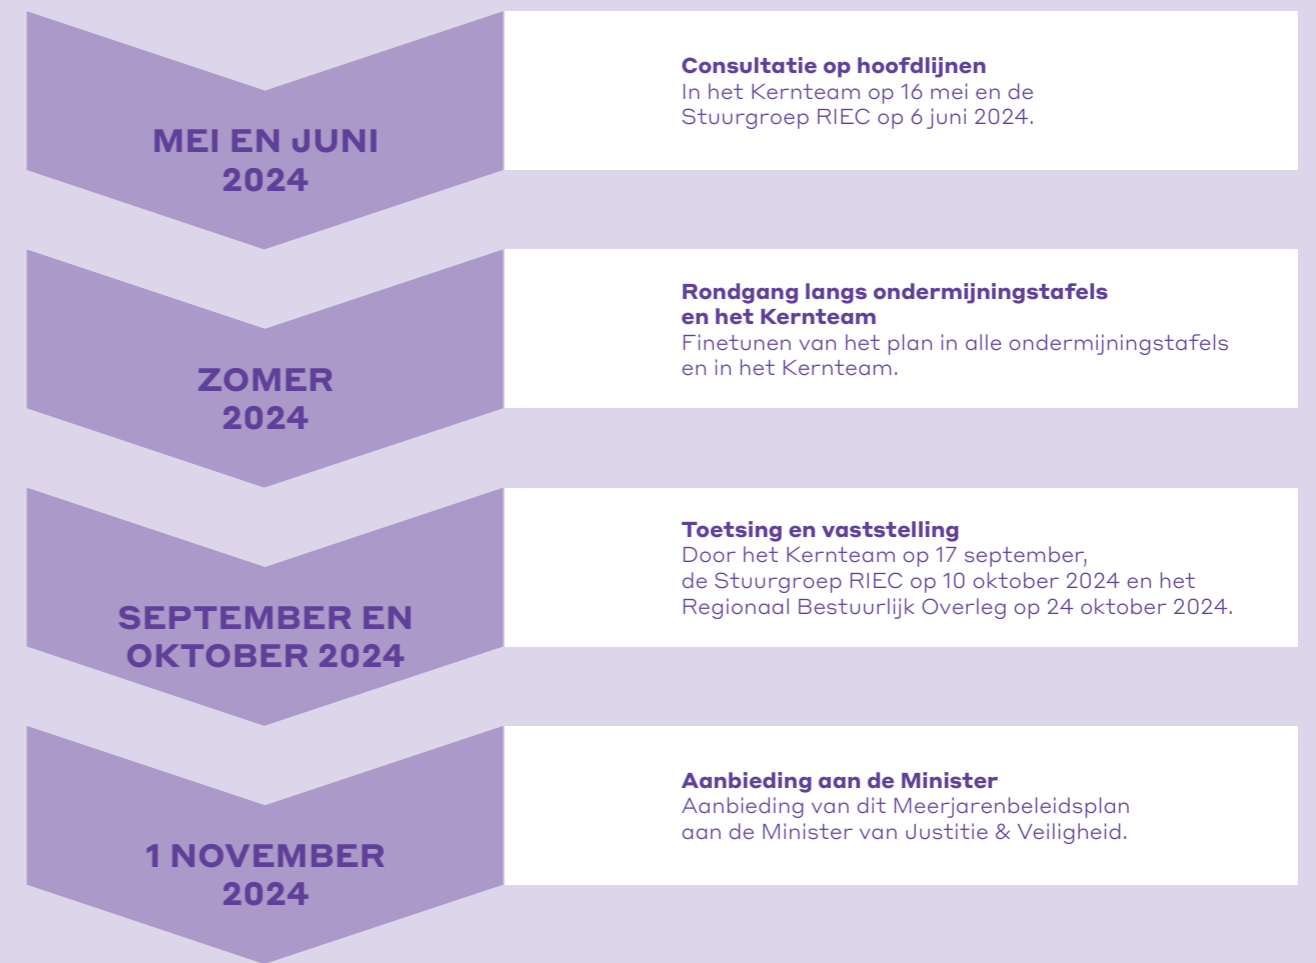 MEI EN JUNI
2024
Consultatie op hoofdlijnen
In het Kernteam op 16 mei en de
Stuurgroep RIEC op 6 juni 2024.
ZOMER
2024
Rondgang langs ondermijningstafels
en het Kernteam
Finetunen van het plan in alle ondermijningstafels
en in het Kernteam.
SEPTEMBER EN
OKTOBER 2024
Toetsing en vaststelling
Door het Kernteam op 17 september,
de Stuurgroep RIEC op 10 oktober 2024 en het
Regionaal Bestuurlijk Overleg op 24 oktober 2024.
1 NOVEMBER
2024
Aanbieding aan de Minister
Aanbieding van dit Meerjarenbeleidsplan
aan de Minister van Justitie & Veiligheid.